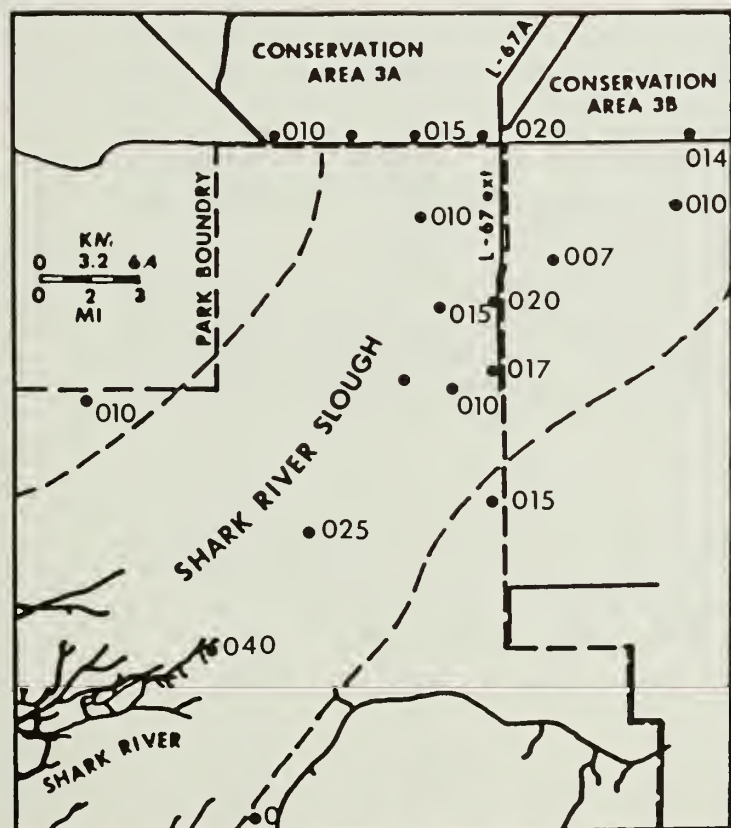 CONSERVATION
AREA 3A
L-67A
CONSERVATION
AREA 3B
010
015
020
014
PARK BOUNDRY
010
L-67 ext
010
007
KM
0 3.2 6.4
0 2 3
MI
015
020
017
010
010
SHARK RIVER SLOUGH
015
025
040
SHARK RIVER
0